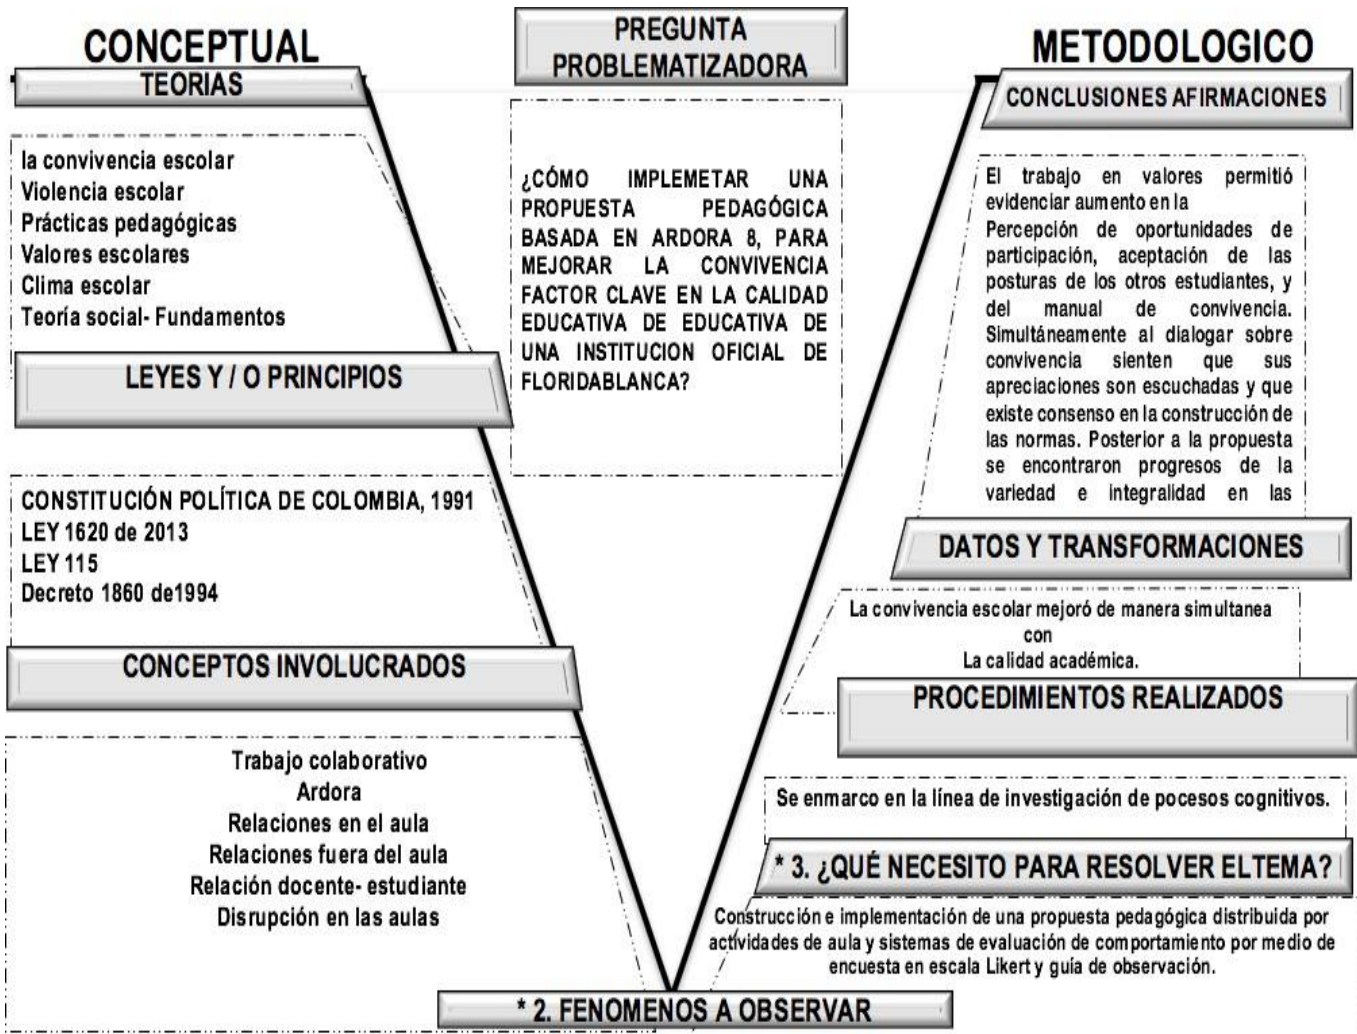 CONCEPTUAL
TEORIAS
la convivencia escolar
Violencia escolar
Prácticas pedagógicas
Valores escolares
Clima escolar
Teoría social- Fundamentos
LEYES Y / O PRINCIPIOS
CONSTITUCIÓN POLÍTICA DE COLOMBIA, 1991
LEY 1620 de 2013
LEY 115
Decreto 1860 de1994
CONCEPTOS INVOLUCRADOS
Trabajo colaborativo
Ardora
Relaciones en el aula
Relaciones fuera del aula
Relación docente- estudiante
Disrupción en las aulas
PREGUNTA
PROBLEMATIZADORA
¿CÓMO IMPLEMETAR UNA
PROPUESTA PEDAGÓGICA
BASADA EN ARDORA 8, PARA
MEJORAR LA CONVIVENCIA
FACTOR CLAVE EN LA CALIDAD
EDUCATIVA DE EDUCATIVA DE
UNA INSTITUCION OFICIAL DE
FLORIDABLANCA?
METODOLOGICO
CONCLUSIONES AFIRMACIONES
El trabajo en valores permitió
evidenciar aumento en la
Percepción de oportunidades de
participación, aceptación de las
posturas de los otros estudiantes, y
del manual de convivencia.
Simultáneamente al dialogar sobre
convivencia sienten que sus
apreciaciones son escuchadas y que
existe consenso en la construcción de
las normas. Posterior a la propuesta
se encontraron progresos de la
variedad e integralidad en las
DATOS Y TRANSFORMACIONES
La convivencia escolar mejoró de manera simultanea
con
La calidad académica.
PROCEDIMIENTOS REALIZADOS
Se enmarco en la línea de investigación de pocesos cognitivos.
* 3. ¿QUÉ NECESITO PARA RESOLVER ELTEMA?
Construcción e implementación de una propuesta pedagógica distribuida por
actividades de aula y sistemas de evaluación de comportamiento por medio de
encuesta en escala Likert y guía de observación.
* 2. FENOMENOS A OBSERVAR